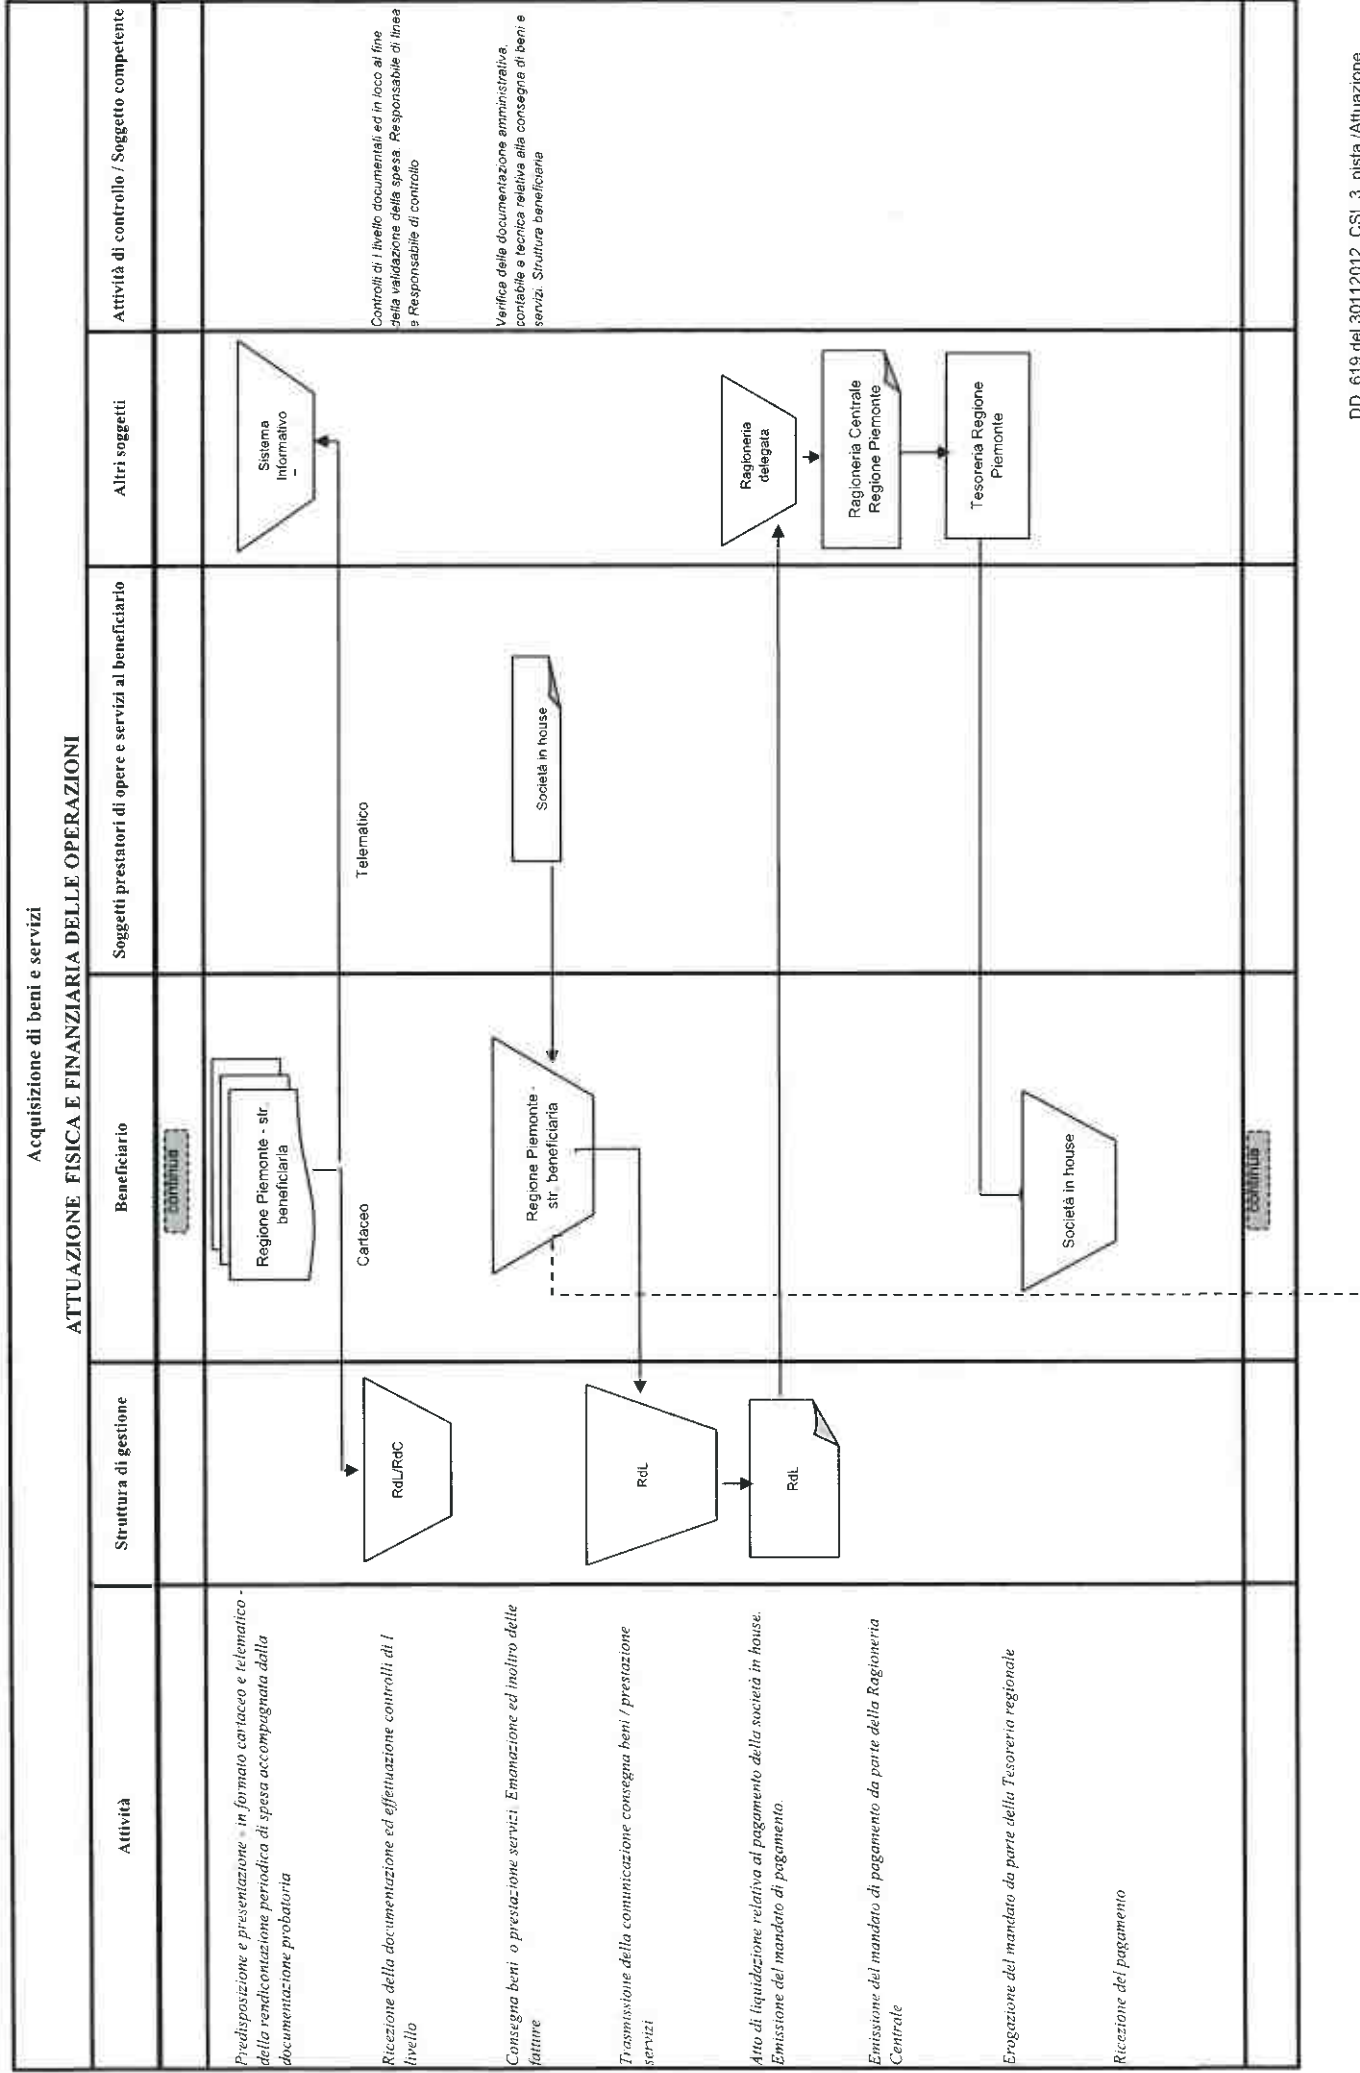 Acquisizione di beni e servizi
ATTUAZIONE FISICA E FINANZIARIA DELLE OPERAZIONI
Attività
Struttura di gestione
Beneficiario
Soggetti prestatori di opere e servizi al beneficiario
Altri soggetti
Attività di controllo / Soggetto competente
continua
Predisposizione e presentazione - in formato cartaceo e telematico -
della rendicontazione periodica di spesa accompagnata dalla
documentazione probatoria
Regione Piemonte - str.
beneficiaria
Sistema
Informativo
–
Cartaceo
Telematico
Ricezione della documentazione ed effettuazione controlli di I
livello
RdL/RdC
Controlli di I livello documentali ed in loco al fine
della validazione della spesa. Responsabile di linea
e Responsabile di controllo
Consegna beni o prestazione servizi. Emanazione ed inoltro delle
fatture
Regione Piemonte -
str. beneficiaria
Società in house
Verifica della documentazione amministrativa,
contabile e tecnica relativa alla consegna di beni e
servizi. Struttura beneficiaria
Trasmissione della comunicazione consegna beni / prestazione
servizi
RdL
Atto di liquidazione relativa al pagamento della società in house.
Emissione del mandato di pagamento.
RdL
Ragioneria
delegata
Emissione del mandato di pagamento da parte della Ragioneria
Centrale
Ragioneria Centrale
Regione Piemonte
Erogazione del mandato da parte della Tesoreria regionale
Tesoreria Regione
Piemonte
Ricezione del pagamento
Società in house
continua
DD_619 del 30112012_CSI_3_pista /Attuazione